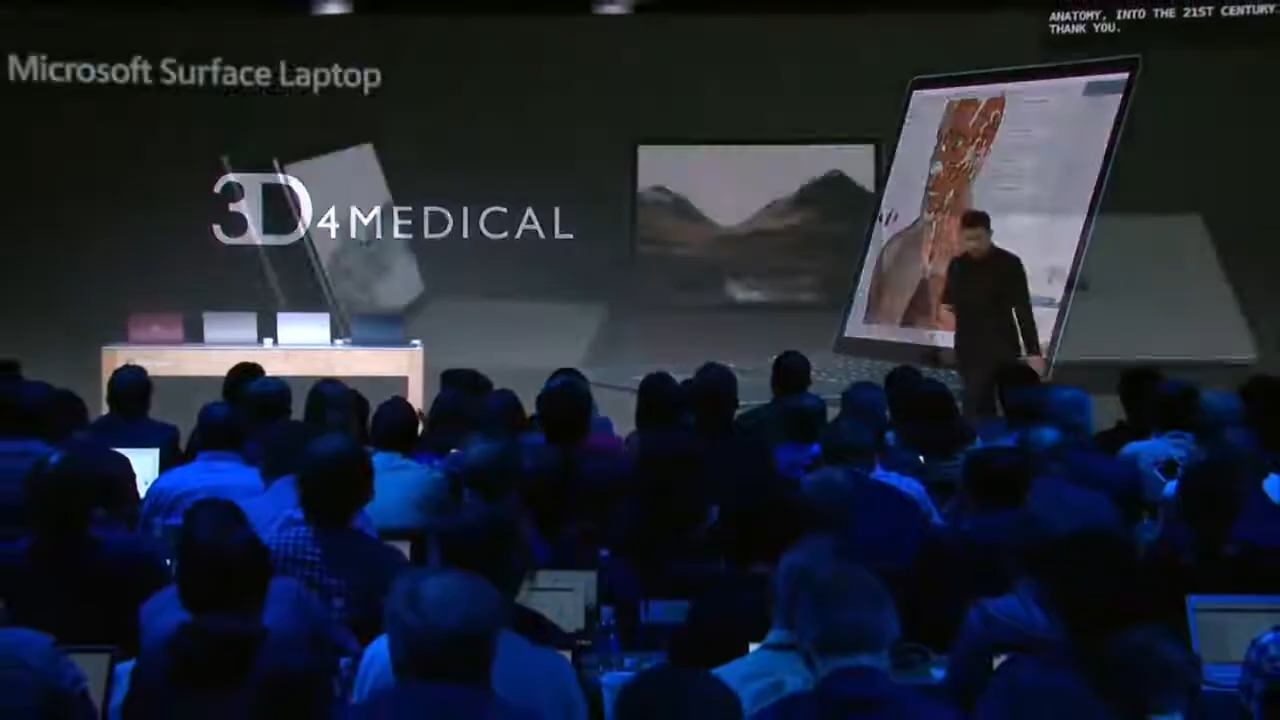 ANATOMY, INTO THE 21ST CENTURY.
THANK YOU.
Microsoft Surface Laptop
3D4MEDICAL